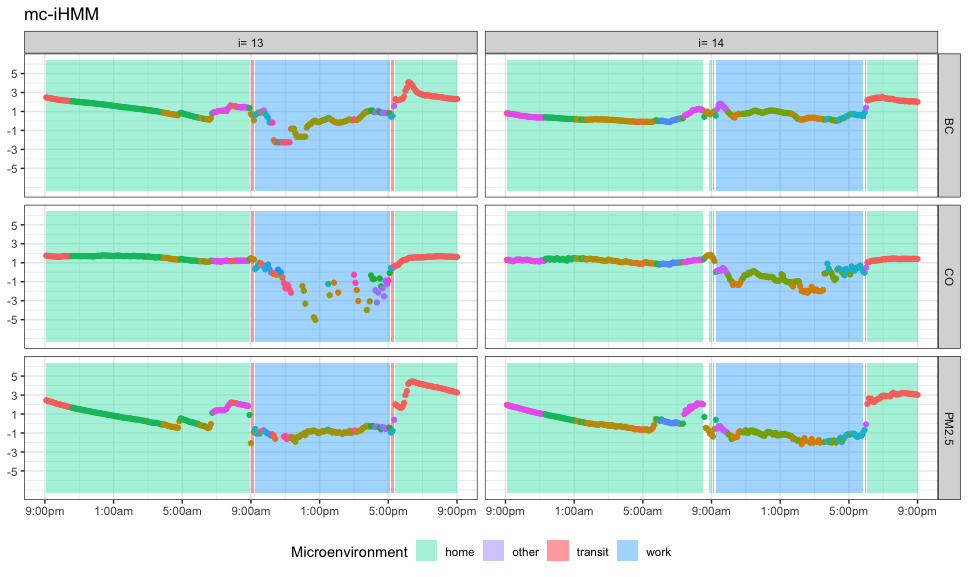 mc-iHMM
i= 13
i= 14
5
3
1
-1
-3
-5
BC
5
3
1
-1
-3
-5
CO
5
3
1
-1
-3
-5
PM2.5
9:00pm 1:00am 5:00am 9:00am 1:00pm 5:00pm 9:00pm
9:00pm 1:00am 5:00am 9:00am 1:00pm 5:00pm 9:00pm
Microenvironment home other transit work